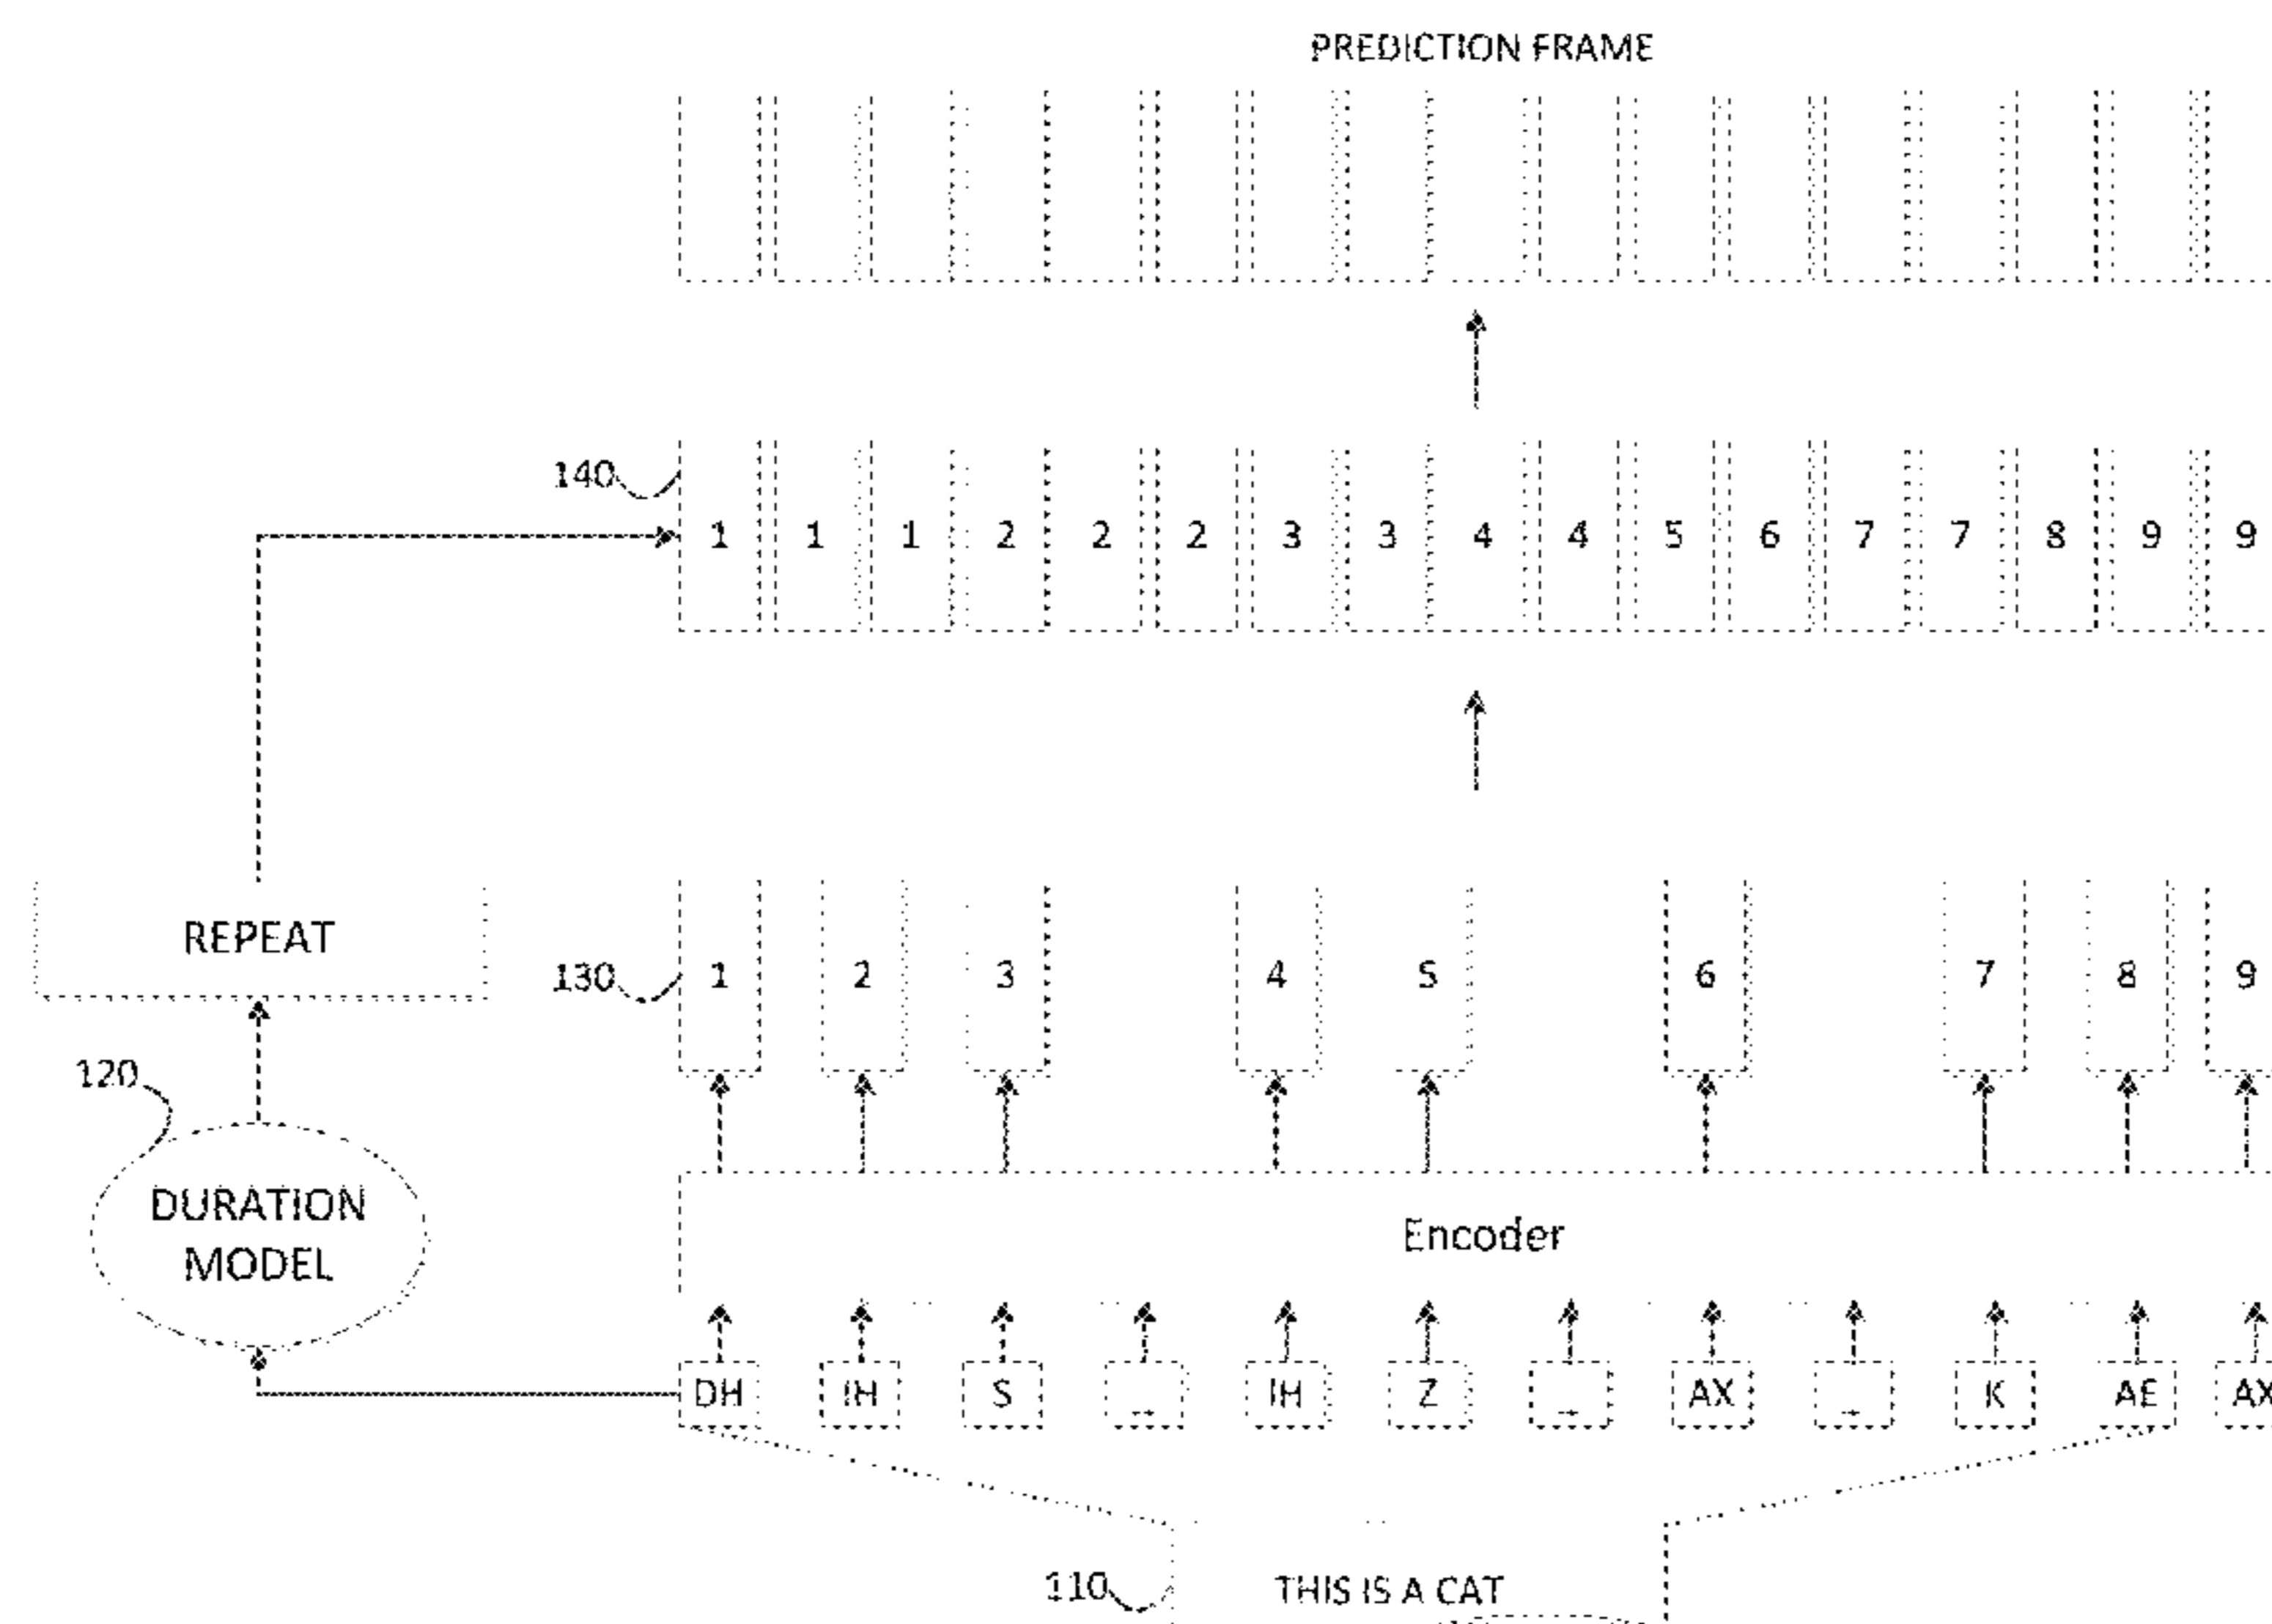 PREDICTION FRAME
140
1 1 1 2 2 2 3 3 4 4 5 6 7 7 8 9 9
REPEAT
130
1 2 3 4 5 6 7 8 9
120
DURATION
MODEL
Encoder
DH IH S _ IH Z _ AX _ K AE AX
110
THIS IS A CAT